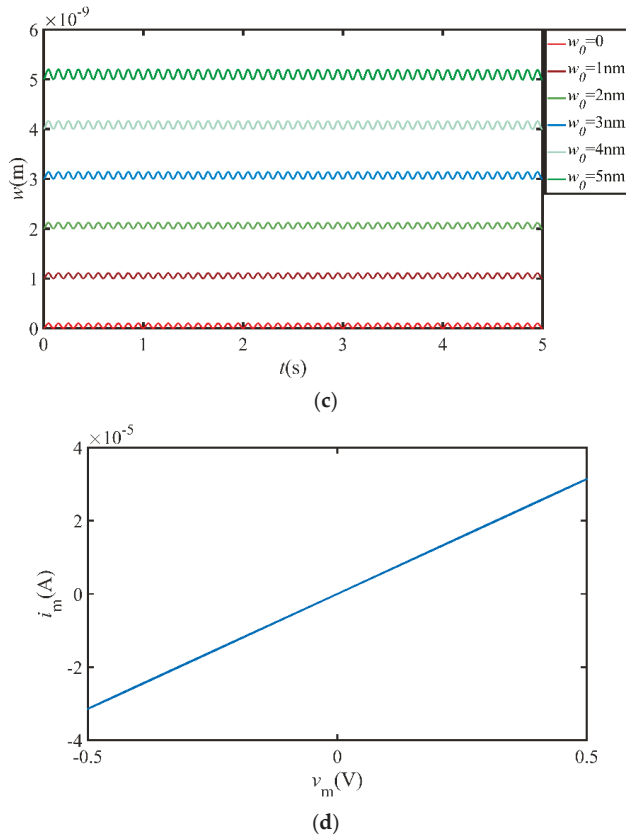 ×10⁻⁹
6
5
4
3
2
1
0
w(m)
0 1 2 3 4 5
t(s)
w₀=0
w₀=1nm
w₀=2nm
w₀=3nm
w₀=4nm
w₀=5nm
(c)
×10⁻⁵
4
2
0
-2
-4
iₘ(A)
-0.5 0 0.5
vₘ(V)
(d)